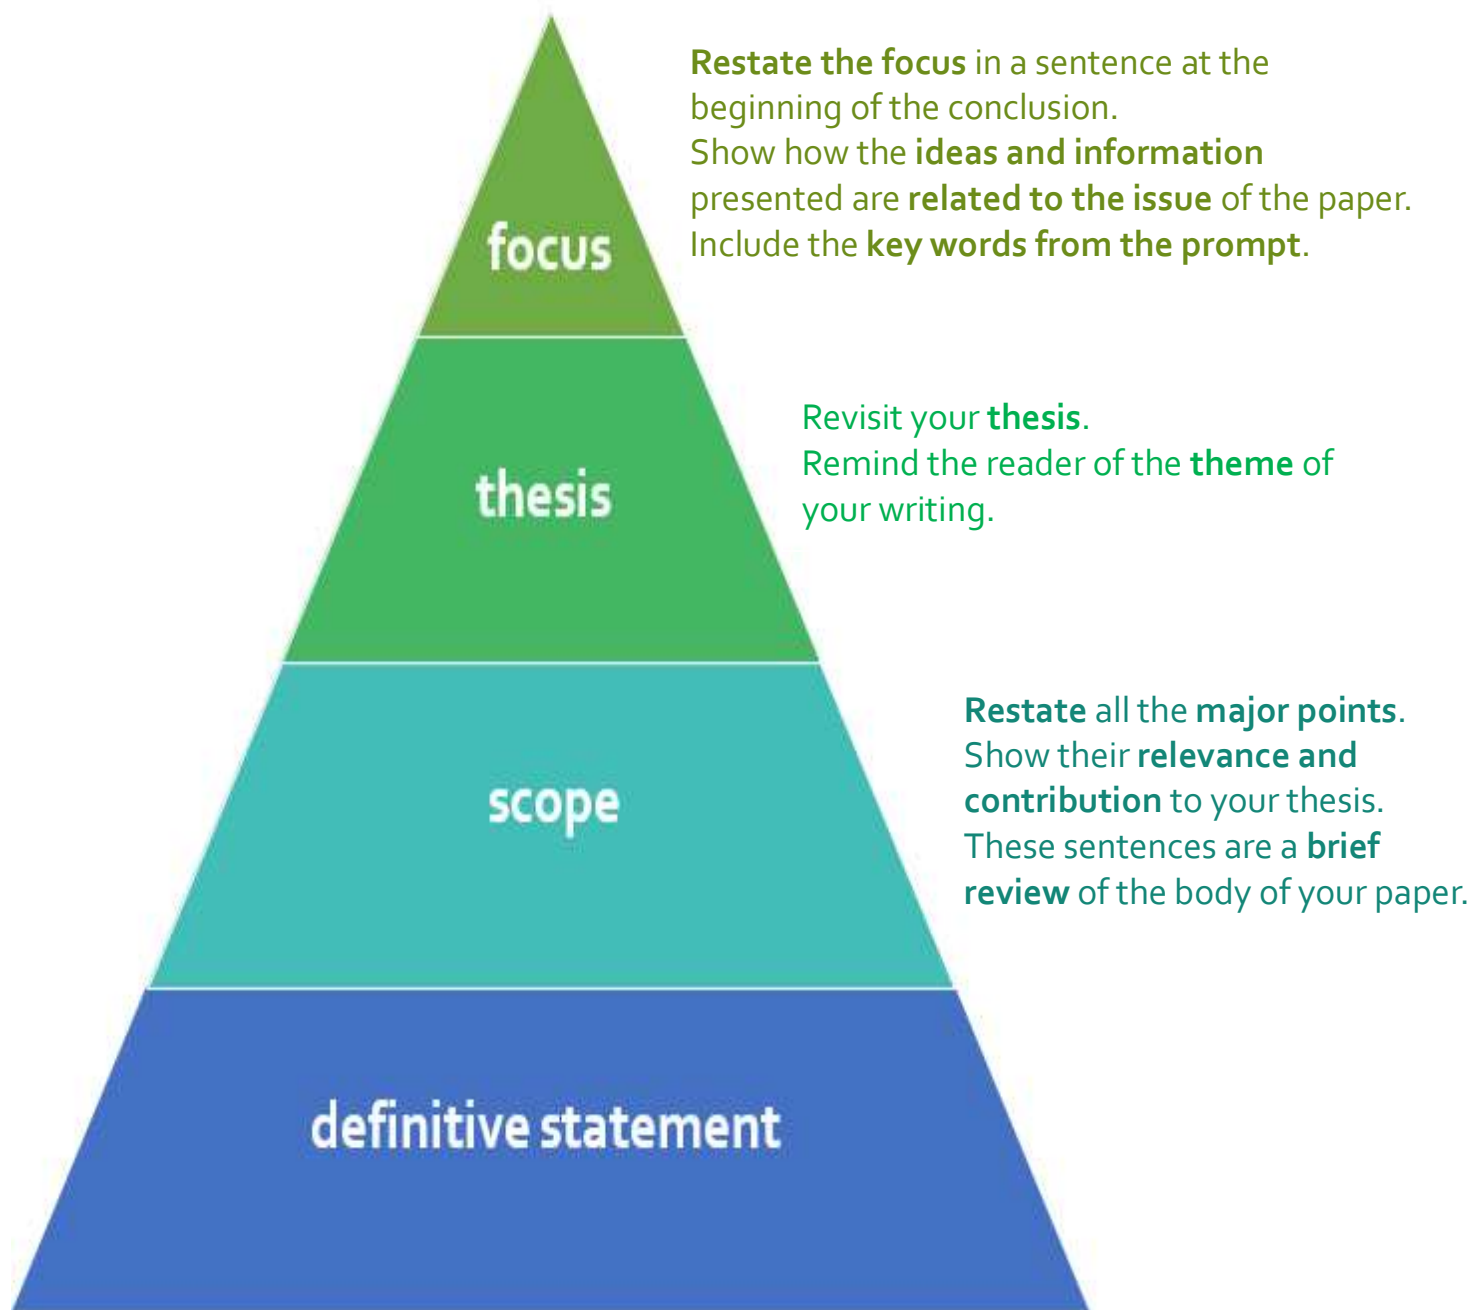 Restate the focus in a sentence at the
beginning of the conclusion.
Show how the ideas and information
presented are related to the issue of the paper.
Include the key words from the prompt.
focus
Revisit your thesis.
Remind the reader of the theme of
your writing.
thesis
Restate all the major points.
Show their relevance and
contribution to your thesis.
These sentences are a brief
review of the body of your paper.
scope
definitive statement